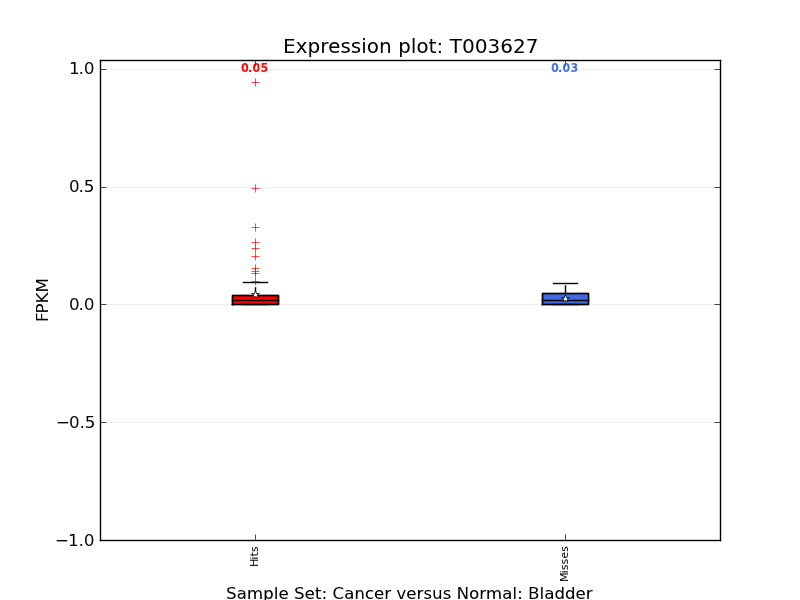 Expression plot: T003627
0.05
0.03
1.0
0.5
0.0
−0.5
−1.0
FPKM
Hits
Misses
Sample Set: Cancer versus Normal: Bladder